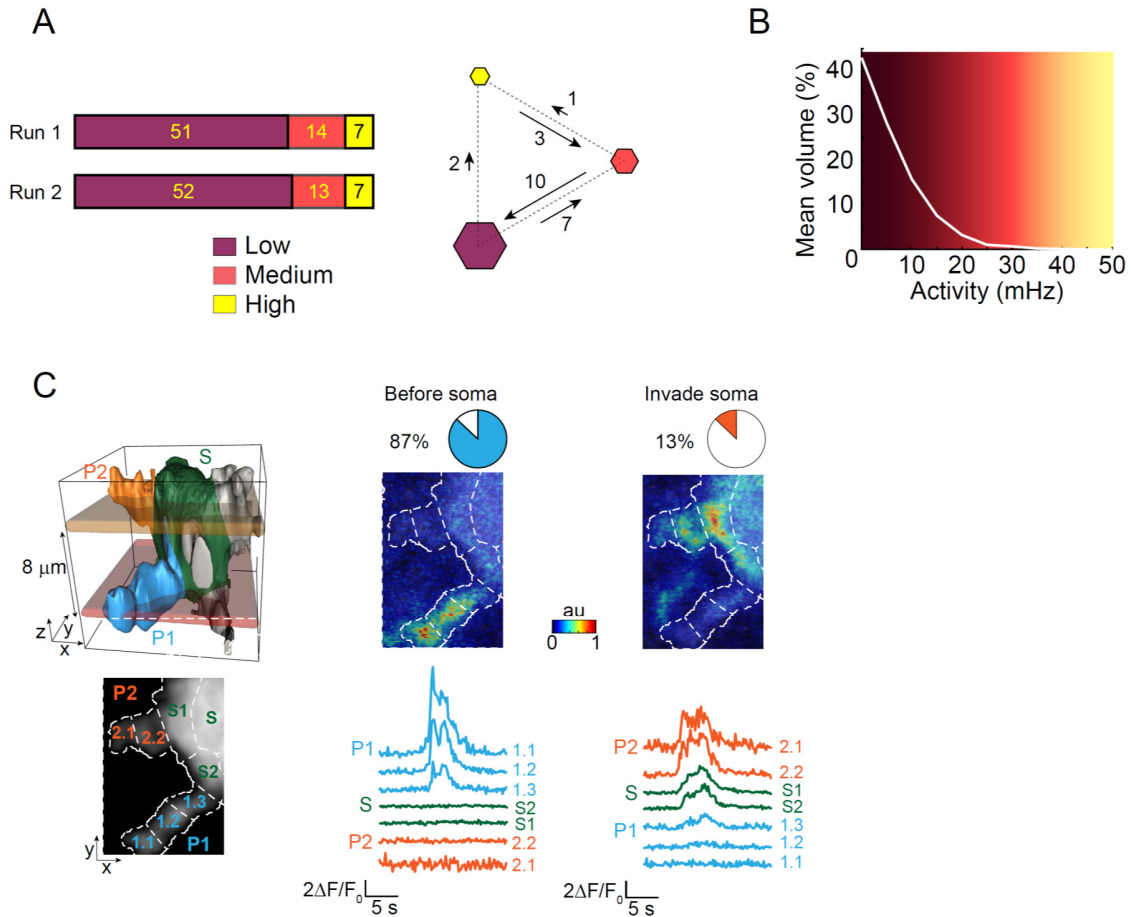 A
Run 1 51 14 7
Run 2 52 13 7
Low
Medium
High
1
3
2
10
7
B
Mean volume (%)
40
30
20
10
0
0 10 20 30 40 50
Activity (mHz)
C
P2 S
8 μm
z y
x
P1
P2
S1 S
2.1 2.2
S2
1.3
1.2
1.1 P1
y
x
Before soma
87%
au
0 1
P1 1.1
1.2
1.3
S S2
S1
P2 2.2
2.1
2ΔF/F0
5 s
Invade soma
13%
P2 2.1
2.2
S S1
S2
P1 1.3
1.2
1.1
2ΔF/F0
5 s